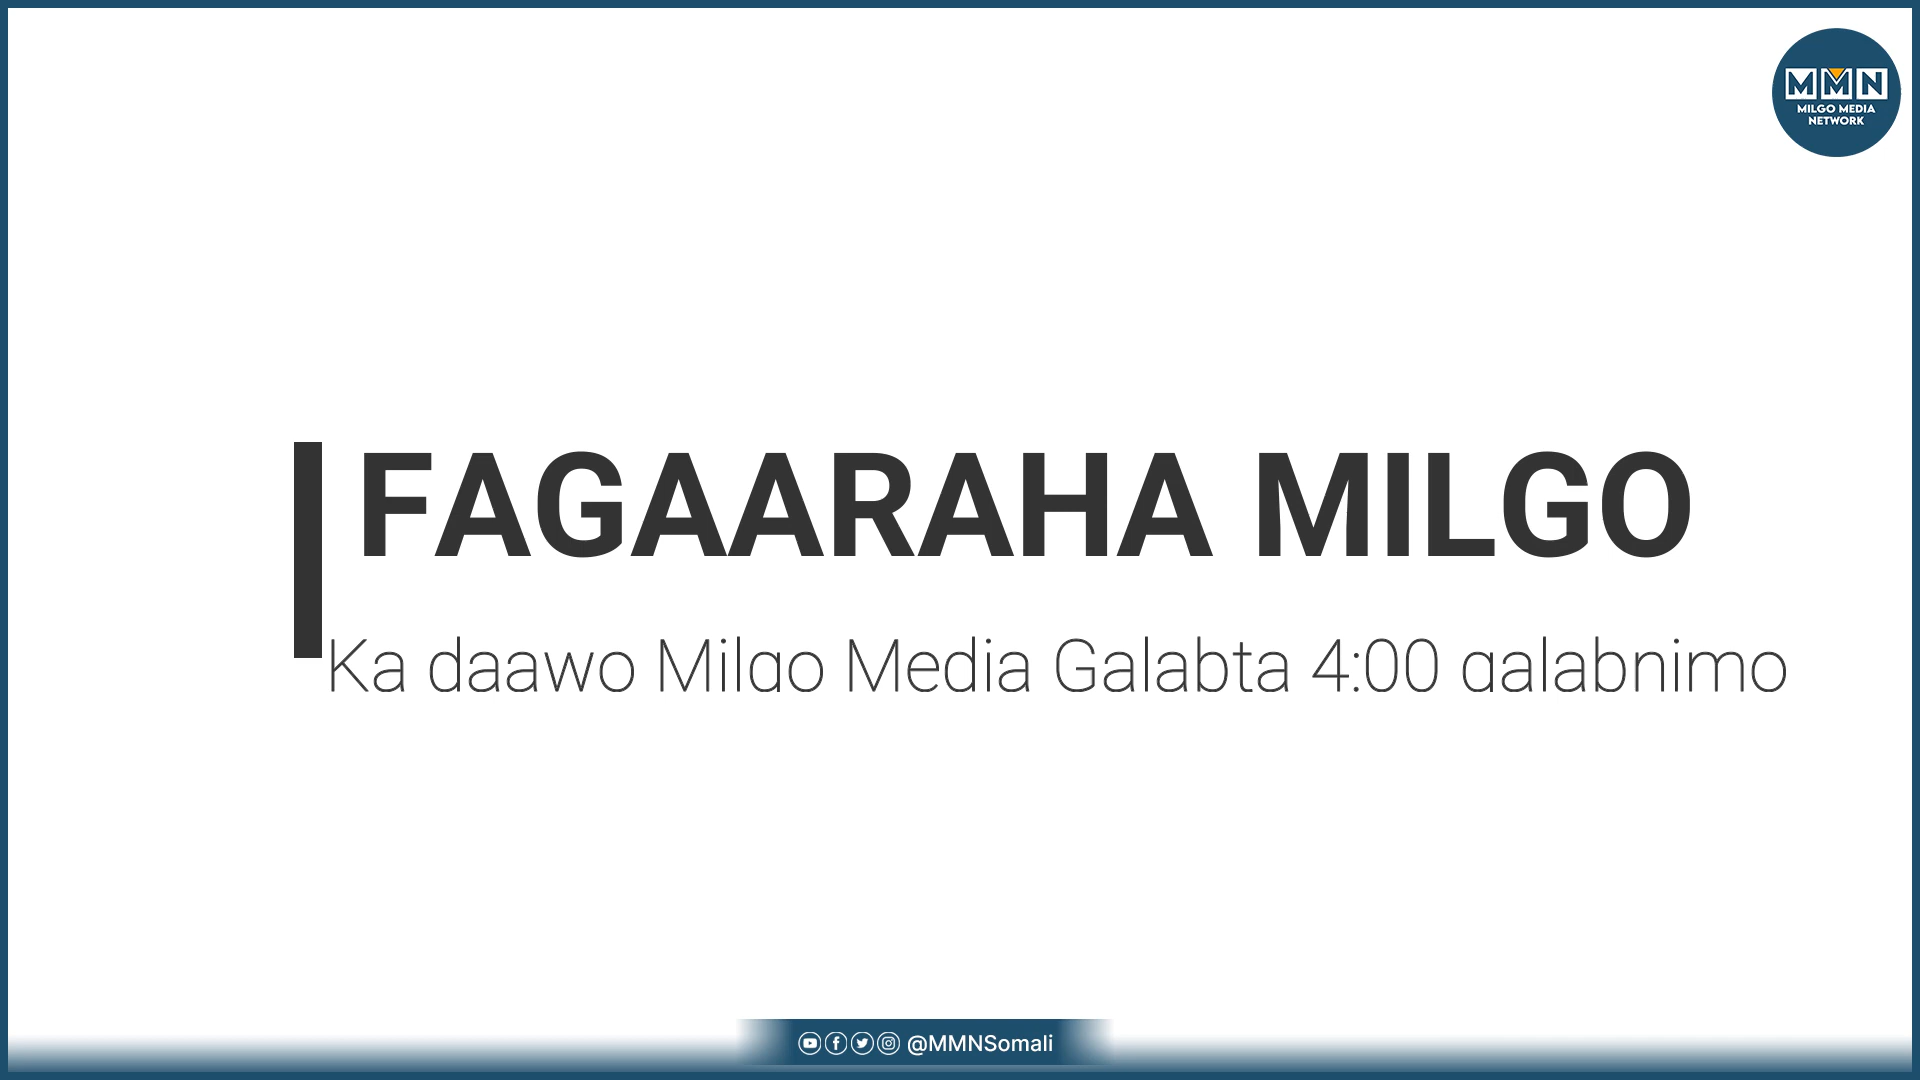 MMN
MILGO MEDIA
NETWORK
FAGAARAHA MILGO
Ka daawo Milgo Media Galabta 4:00 galabnimo
@MMNSomali